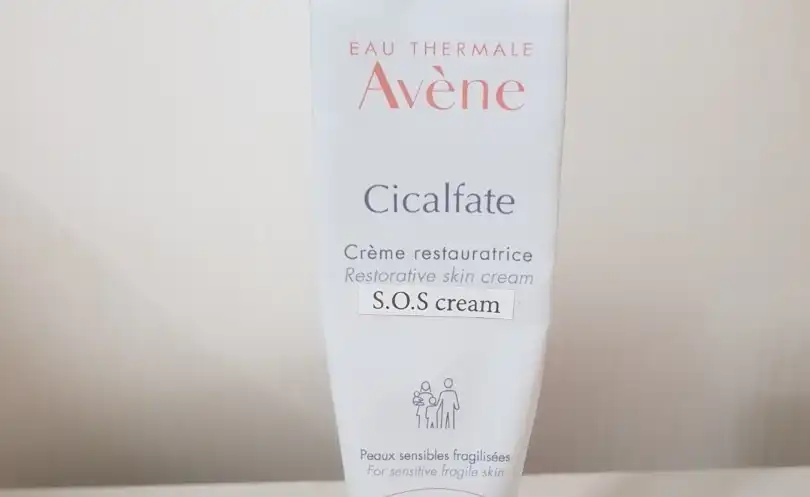 EAU THERMALE
Avène
Cicalfate
Crème restauratrice
Restorative skin cream
S.O.S cream
Peaux sensibles fragilisées
For sensitive fragile skin